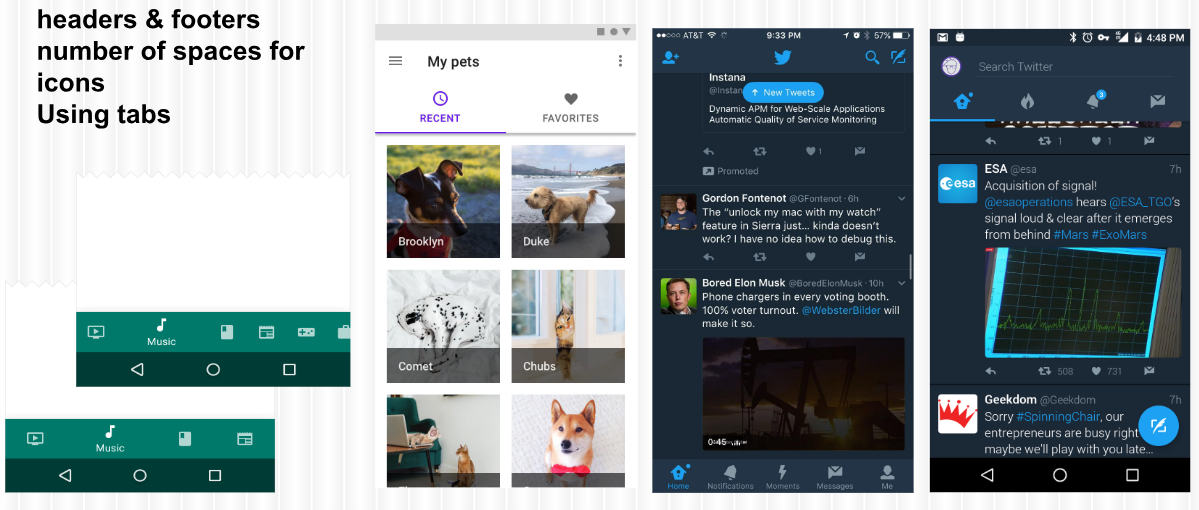 headers & footers
number of spaces for
icons
Using tabs
Music
Music
My pets
RECENT
FAVORITES
Brooklyn
Duke
Comet
Chubs
AT&T
9:33 PM
57%
Instana
@Instan
New Tweets
Dynamic APM for Web-Scale Applications
Automatic Quality of Service Monitoring
1
Promoted
Gordon Fontenot @GFontenot · 6h
The “unlock my mac with my watch”
feature in Sierra just... kinda doesn’t
work? I have no idea how to debug this.
Bored Elon Musk @BoredElonMusk · 10h
Phone chargers in every voting booth.
100% voter turnout. @WebsterBilder will
make it so.
0:45
Home
Notifications
Moments
Messages
Me
4:48 PM
Search Twitter
3
1
1
ESA @esa
7h
Acquisition of signal!
@esaoperations hears @ESA_TGO’s
signal loud & clear after it emerges
from behind #Mars #ExoMars
esa
508
731
Geekdom @Geekdom
7h
Sorry #SpinningChair, our
entrepreneurs are busy right
maybe we'll play with you late...